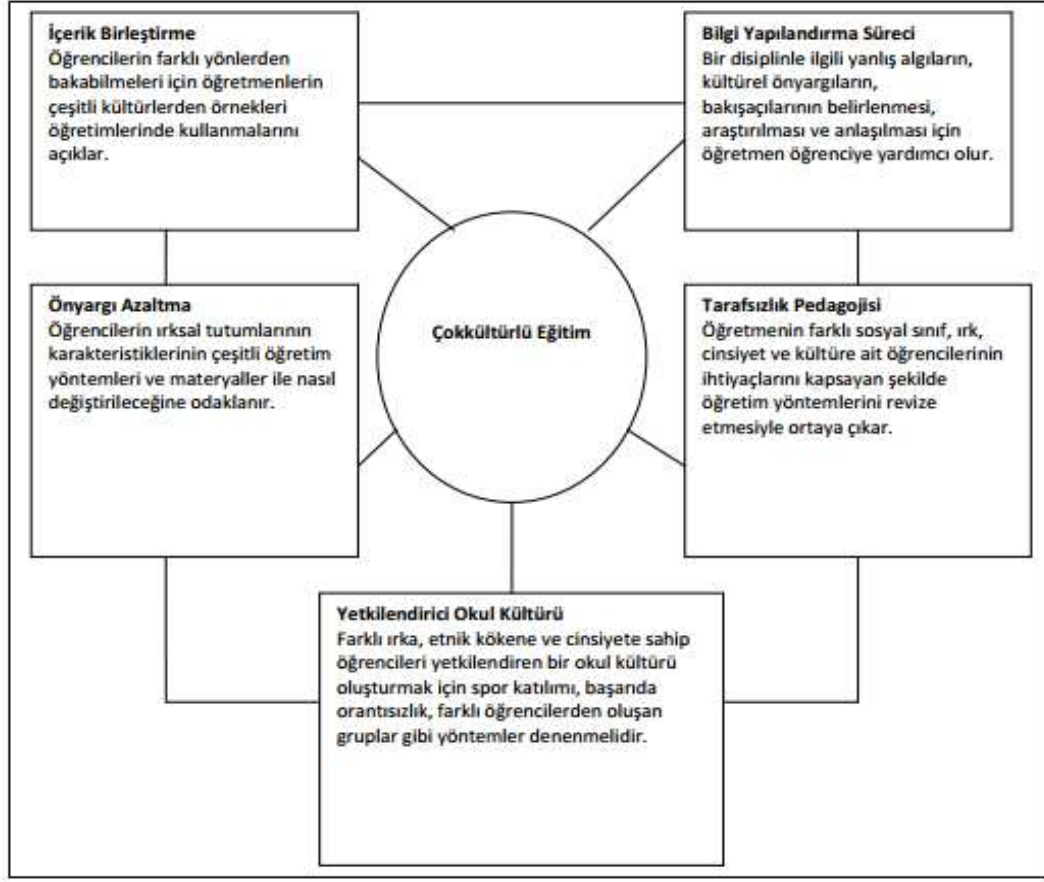 İçerik Birleştirme
Öğrencilerin farklı yönlerden
bakabilmeleri için öğretmenlerin
çeşitli kültürlerden örnekleri
öğretimlerinde kullanmalarını
açıklar.
Bilgi Yapılandırma Süreci
Bir disiplinle ilgili yanlış algıların,
kültürel önyargıların,
bakışaçılarının belirlenmesi,
araştırılması ve anlaşılması için
öğretmen öğrenciye yardımcı olur.
Çokkültürlü Eğitim
Önyargı Azaltma
Öğrencilerin ırksal tutumlarının
karakteristiklerinin çeşitli öğretim
yöntemleri ve materyaller ile nasıl
değiştirileceğine odaklanır.
Tarafsızlık Pedagojisi
Öğretmenin farklı sosyal sınıf, ırk,
cinsiyet ve kültüre ait öğrencilerinin
ihtiyaçlarını kapsayan şekilde
öğretim yöntemlerini revize
etmesiyle ortaya çıkar.
Yetkilendirici Okul Kültürü
Farklı ırka, etnik kökene ve cinsiyete sahip
öğrencileri yetkilendiren bir okul kültürü
oluşturmak için spor katılımı, başarıda
orantısızlık, farklı öğrencilerden oluşan
gruplar gibi yöntemler denenmelidir.